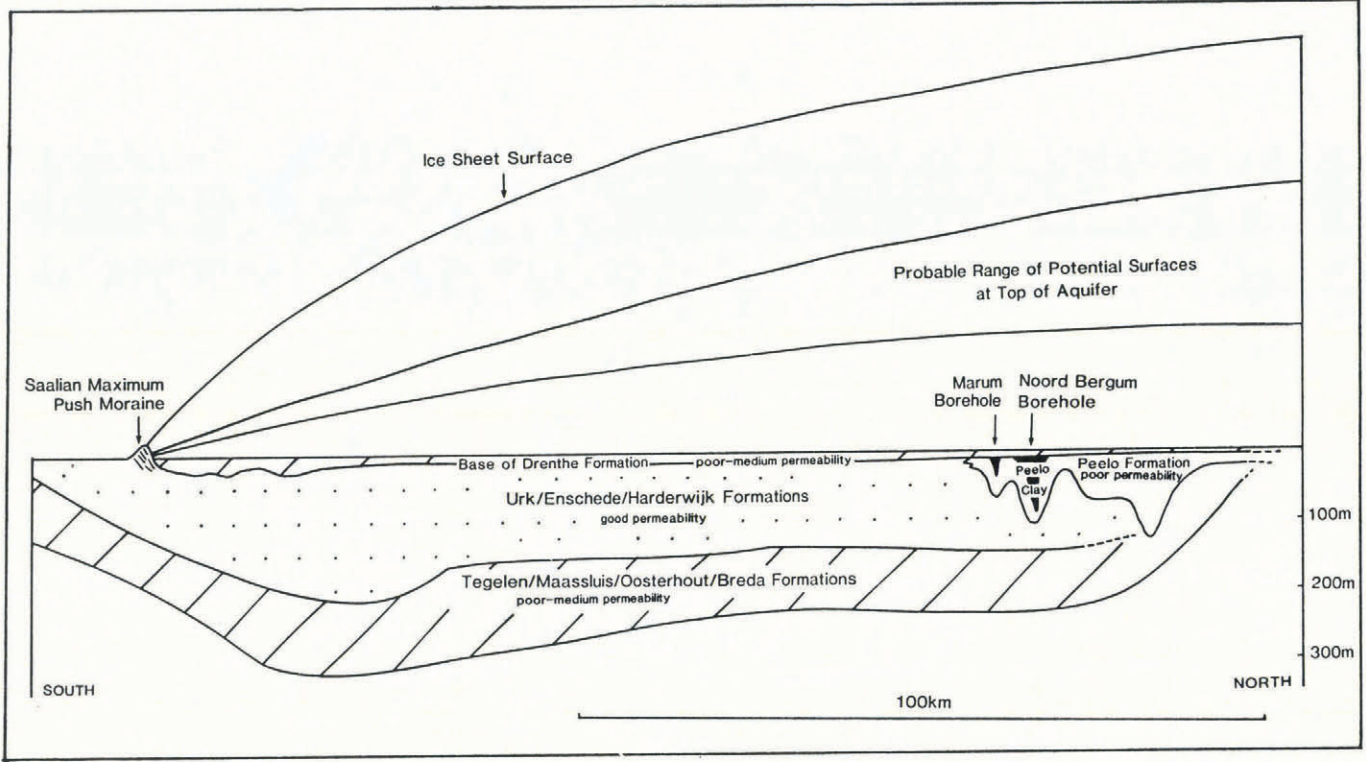 Ice Sheet Surface
Probable Range of Potential Surfaces
at Top of Aquifer
Saalian Maximum
Push Moraine
Marum
Borehole
Noord Bergum
Borehole
Base of Drenthe Formation
poor-medium permeability
Peelo
Clay
Peelo Formation
poor permeability
Urk/Enschede/Harderwijk Formations
good permeability
100m
Tegelen/Maassluis/Oosterhout/Breda Formations
poor-medium permeability
200m
300m
SOUTH
NORTH
100km